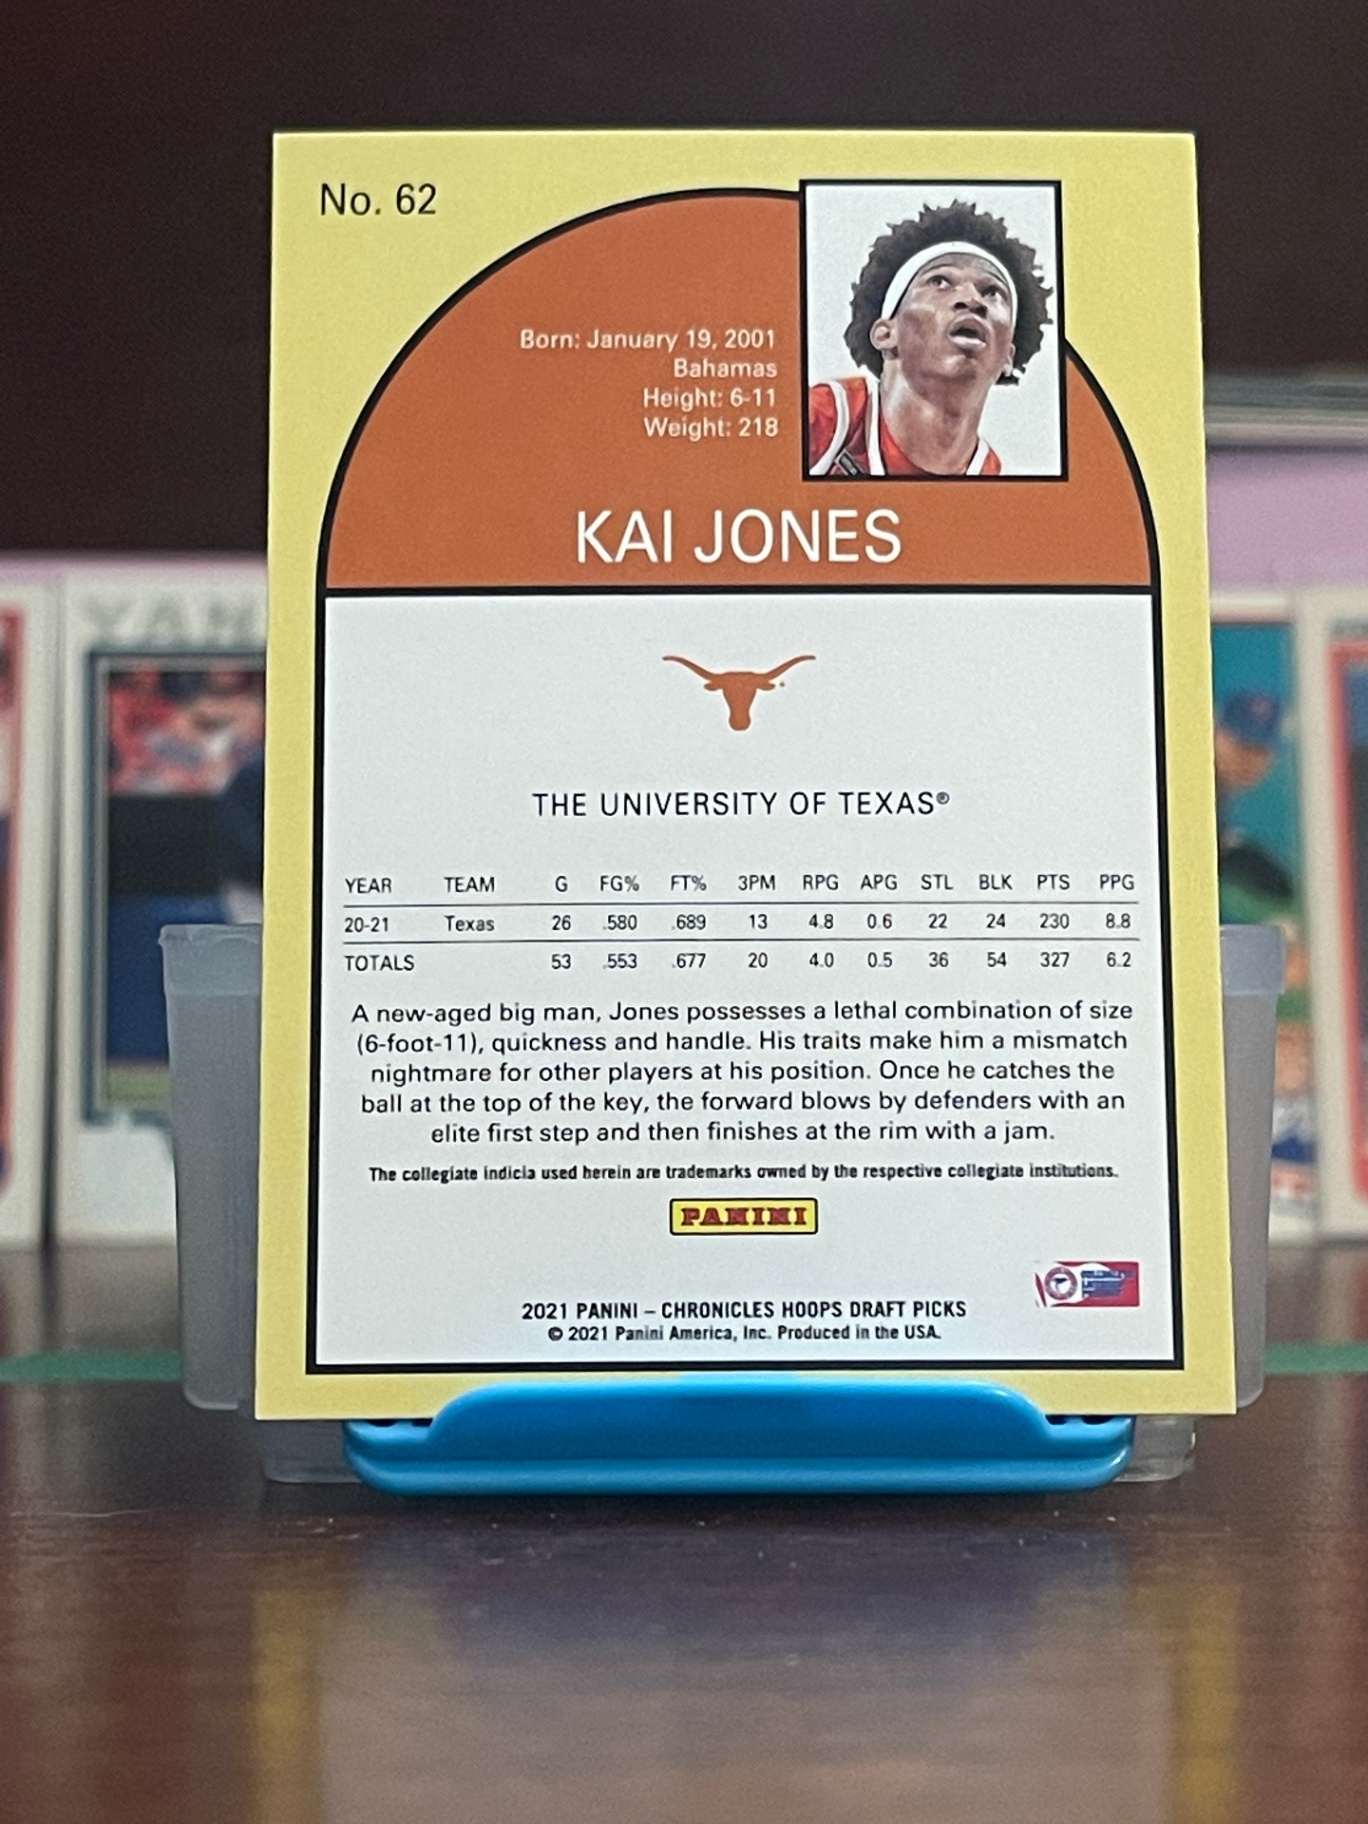 No. 62
Born: January 19, 2001
Bahamas
Height: 6-11
Weight: 218
KAI JONES
THE UNIVERSITY OF TEXAS®
YEAR TEAM G FG% FT% 3PM RPG APG STL BLK PTS PPG
20-21 Texas 26 .580 .689 13 4.8 0.6 22 24 230 8.8
TOTALS 53 .553 .677 20 4.0 0.5 36 54 327 6.2
A new-aged big man, Jones possesses a lethal combination of size
(6-foot-11), quickness and handle. His traits make him a mismatch
nightmare for other players at his position. Once he catches the
ball at the top of the key, the forward blows by defenders with an
elite first step and then finishes at the rim with a jam.
The collegiate indicia used herein are trademarks owned by the respective collegiate institutions.
PANINI
2021 PANINI – CHRONICLES HOOPS DRAFT PICKS
© 2021 Panini America, Inc. Produced in the USA.